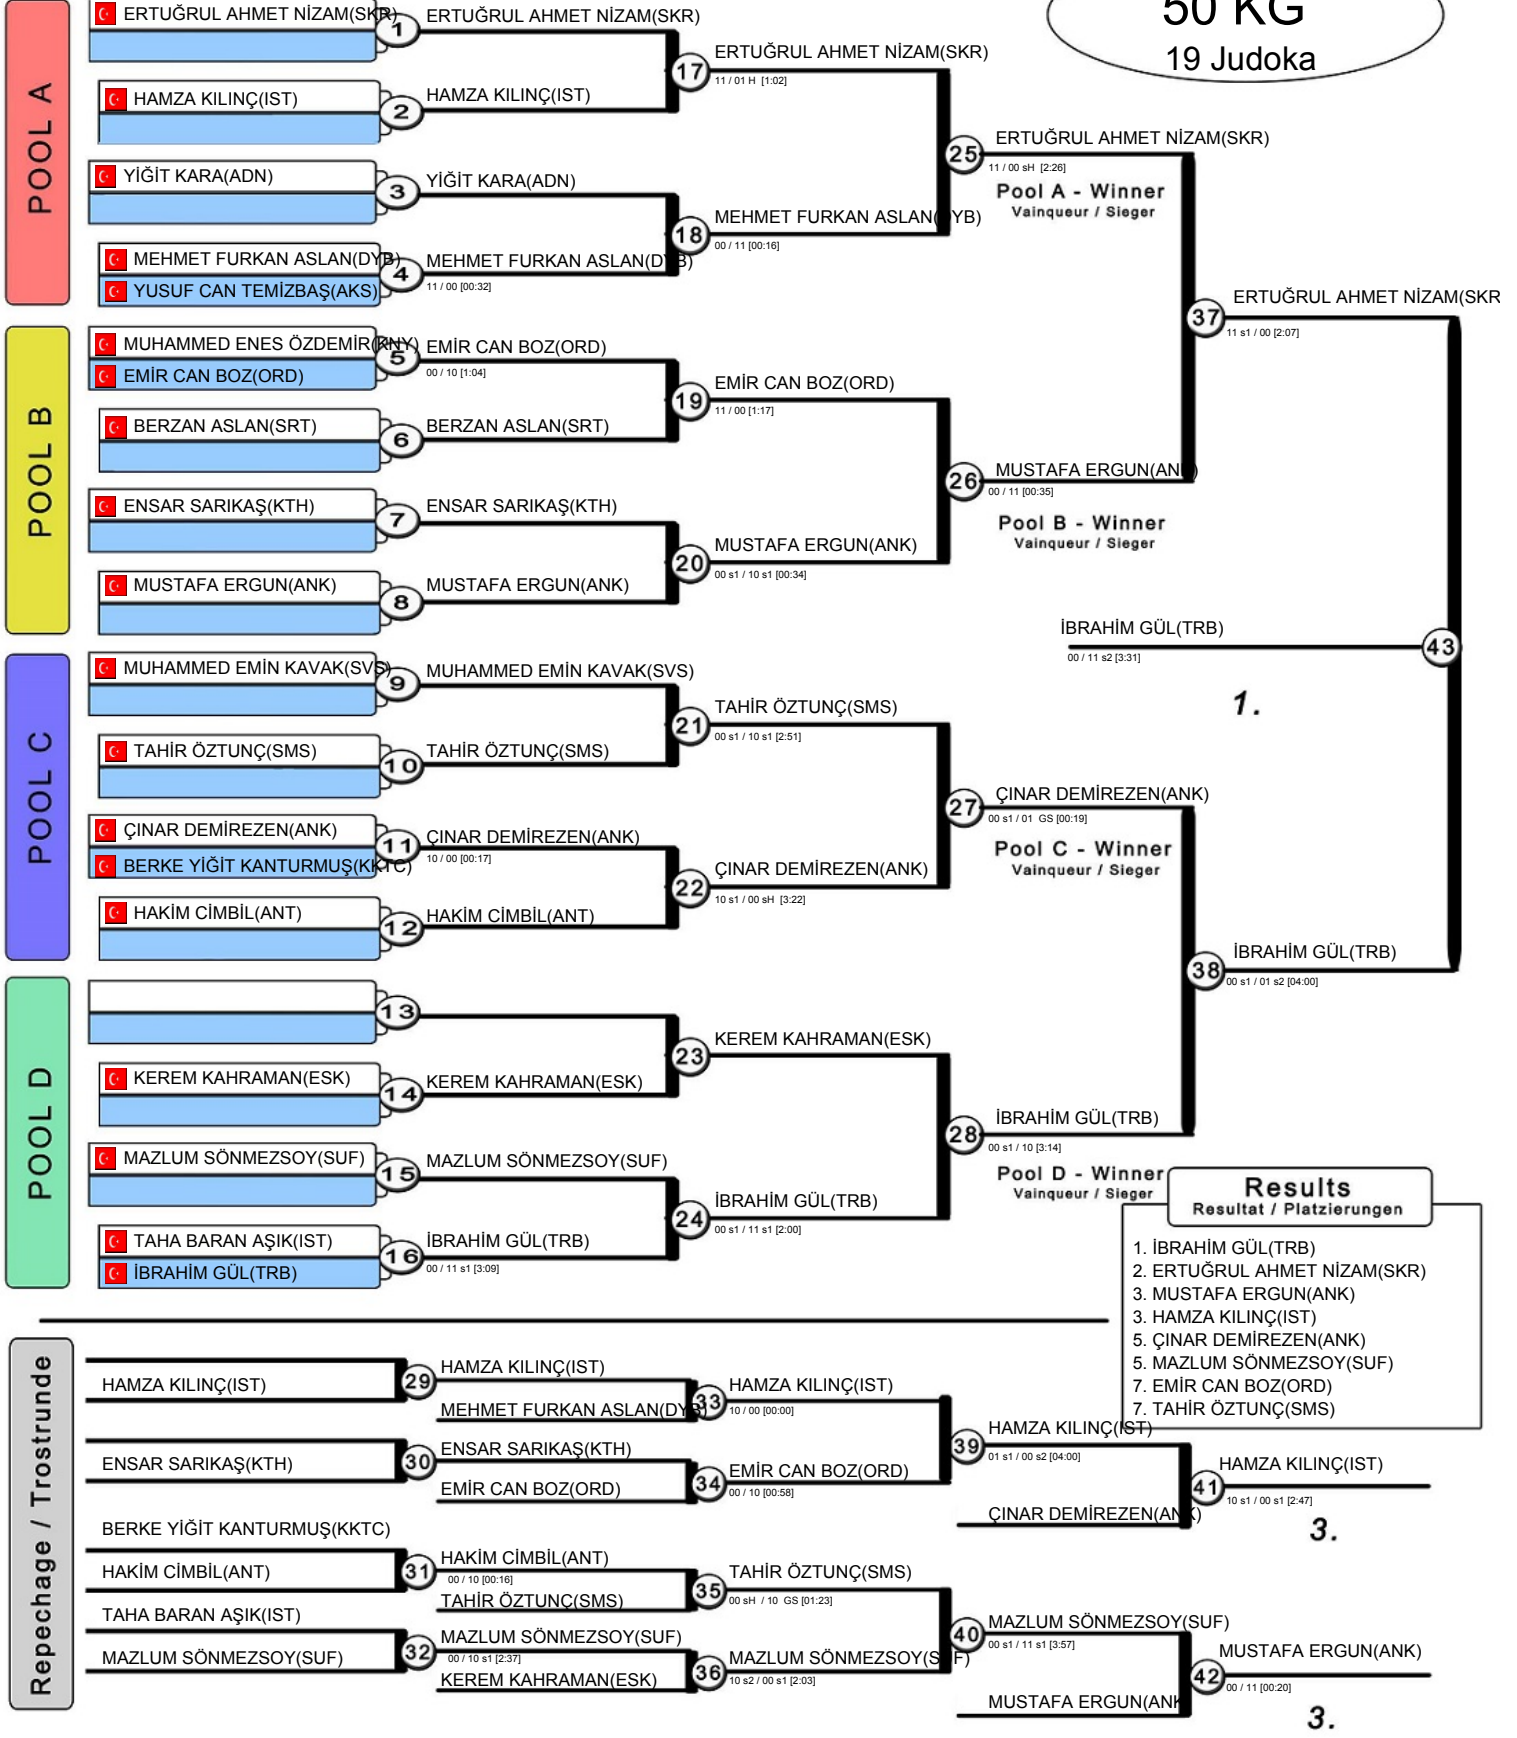 50 KG
19 Judoka
POOL A
ERTUĞRUL AHMET NİZAM(SKR)
1
ERTUĞRUL AHMET NİZAM(SKR)
HAMZA KILINÇ(IST)
2
HAMZA KILINÇ(IST)
17
ERTUĞRUL AHMET NİZAM(SKR)
11 / 01 H [1:02]
YİĞİT KARA(ADN)
3
YİĞİT KARA(ADN)
MEHMET FURKAN ASLAN(DYB)
YUSUF CAN TEMİZBAŞ(AKS)
4
MEHMET FURKAN ASLAN(DYB)
11 / 00 [00:32]
18
MEHMET FURKAN ASLAN(DYB)
00 / 11 [00:16]
25
ERTUĞRUL AHMET NİZAM(SKR)
11 / 00 sH [2:26]
Pool A - Winner
Vainqueur / Sieger
POOL B
MUHAMMED ENES ÖZDEMİR(KNY)
EMİR CAN BOZ(ORD)
5
EMİR CAN BOZ(ORD)
00 / 10 [1:04]
BERZAN ASLAN(SRT)
6
BERZAN ASLAN(SRT)
19
EMİR CAN BOZ(ORD)
11 / 00 [1:17]
ENSAR SARIKAŞ(KTH)
7
ENSAR SARIKAŞ(KTH)
MUSTAFA ERGUN(ANK)
8
MUSTAFA ERGUN(ANK)
20
MUSTAFA ERGUN(ANK)
00 s1 / 10 s1 [00:34]
26
MUSTAFA ERGUN(ANK)
00 / 11 [00:35]
Pool B - Winner
Vainqueur / Sieger
37
ERTUĞRUL AHMET NİZAM(SKR
11 s1 / 00 [2:07]
İBRAHİM GÜL(TRB)
00 / 11 s2 [3:31]
43
1.
POOL C
MUHAMMED EMİN KAVAK(SVS)
9
MUHAMMED EMİN KAVAK(SVS)
TAHİR ÖZTUNÇ(SMS)
10
TAHİR ÖZTUNÇ(SMS)
21
TAHİR ÖZTUNÇ(SMS)
00 s1 / 10 s1 [2:51]
ÇINAR DEMİREZEN(ANK)
BERKE YİĞİT KANTURMUŞ(KKTC)
11
ÇINAR DEMİREZEN(ANK)
10 / 00 [00:17]
HAKİM CİMBİL(ANT)
12
HAKİM CİMBİL(ANT)
22
ÇINAR DEMİREZEN(ANK)
10 s1 / 00 sH [3:22]
27
ÇINAR DEMİREZEN(ANK)
00 s1 / 01 GS [00:19]
Pool C - Winner
Vainqueur / Sieger
POOL D
13
KEREM KAHRAMAN(ESK)
14
KEREM KAHRAMAN(ESK)
23
KEREM KAHRAMAN(ESK)
MAZLUM SÖNMEZSOY(SUF)
15
MAZLUM SÖNMEZSOY(SUF)
TAHA BARAN AŞIK(IST)
İBRAHİM GÜL(TRB)
16
İBRAHİM GÜL(TRB)
00 / 11 s1 [3:09]
24
İBRAHİM GÜL(TRB)
00 s1 / 11 s1 [2:00]
28
İBRAHİM GÜL(TRB)
00 s1 / 10 [3:14]
Pool D - Winner
Vainqueur / Sieger
38
İBRAHİM GÜL(TRB)
00 s1 / 01 s2 [04:00]
Results
Resultat / Platzierungen
1. İBRAHİM GÜL(TRB)
2. ERTUĞRUL AHMET NİZAM(SKR)
3. MUSTAFA ERGUN(ANK)
3. HAMZA KILINÇ(IST)
5. ÇINAR DEMİREZEN(ANK)
5. MAZLUM SÖNMEZSOY(SUF)
7. EMİR CAN BOZ(ORD)
7. TAHİR ÖZTUNÇ(SMS)
Repechage / Trostrunde
HAMZA KILINÇ(IST)
29
HAMZA KILINÇ(IST)
MEHMET FURKAN ASLAN(DYB)
33
HAMZA KILINÇ(IST)
10 / 00 [00:00]
ENSAR SARIKAŞ(KTH)
30
ENSAR SARIKAŞ(KTH)
EMİR CAN BOZ(ORD)
34
EMİR CAN BOZ(ORD)
00 / 10 [00:58]
39
HAMZA KILINÇ(IST)
01 s1 / 00 s2 [04:00]
ÇINAR DEMİREZEN(ANK)
41
HAMZA KILINÇ(IST)
10 s1 / 00 s1 [2:47]
3.
BERKE YİĞİT KANTURMUŞ(KKTC)
HAKİM CİMBİL(ANT)
31
HAKİM CİMBİL(ANT)
00 / 10 [00:16]
TAHİR ÖZTUNÇ(SMS)
35
TAHİR ÖZTUNÇ(SMS)
00 sH / 10 GS [01:23]
TAHA BARAN AŞIK(IST)
MAZLUM SÖNMEZSOY(SUF)
32
MAZLUM SÖNMEZSOY(SUF)
00 / 10 s1 [2:37]
KEREM KAHRAMAN(ESK)
36
MAZLUM SÖNMEZSOY(SUF)
10 s2 / 00 s1 [2:03]
40
MAZLUM SÖNMEZSOY(SUF)
00 s1 / 11 s1 [3:57]
MUSTAFA ERGUN(ANK
42
MUSTAFA ERGUN(ANK)
00 / 11 [00:20]
3.